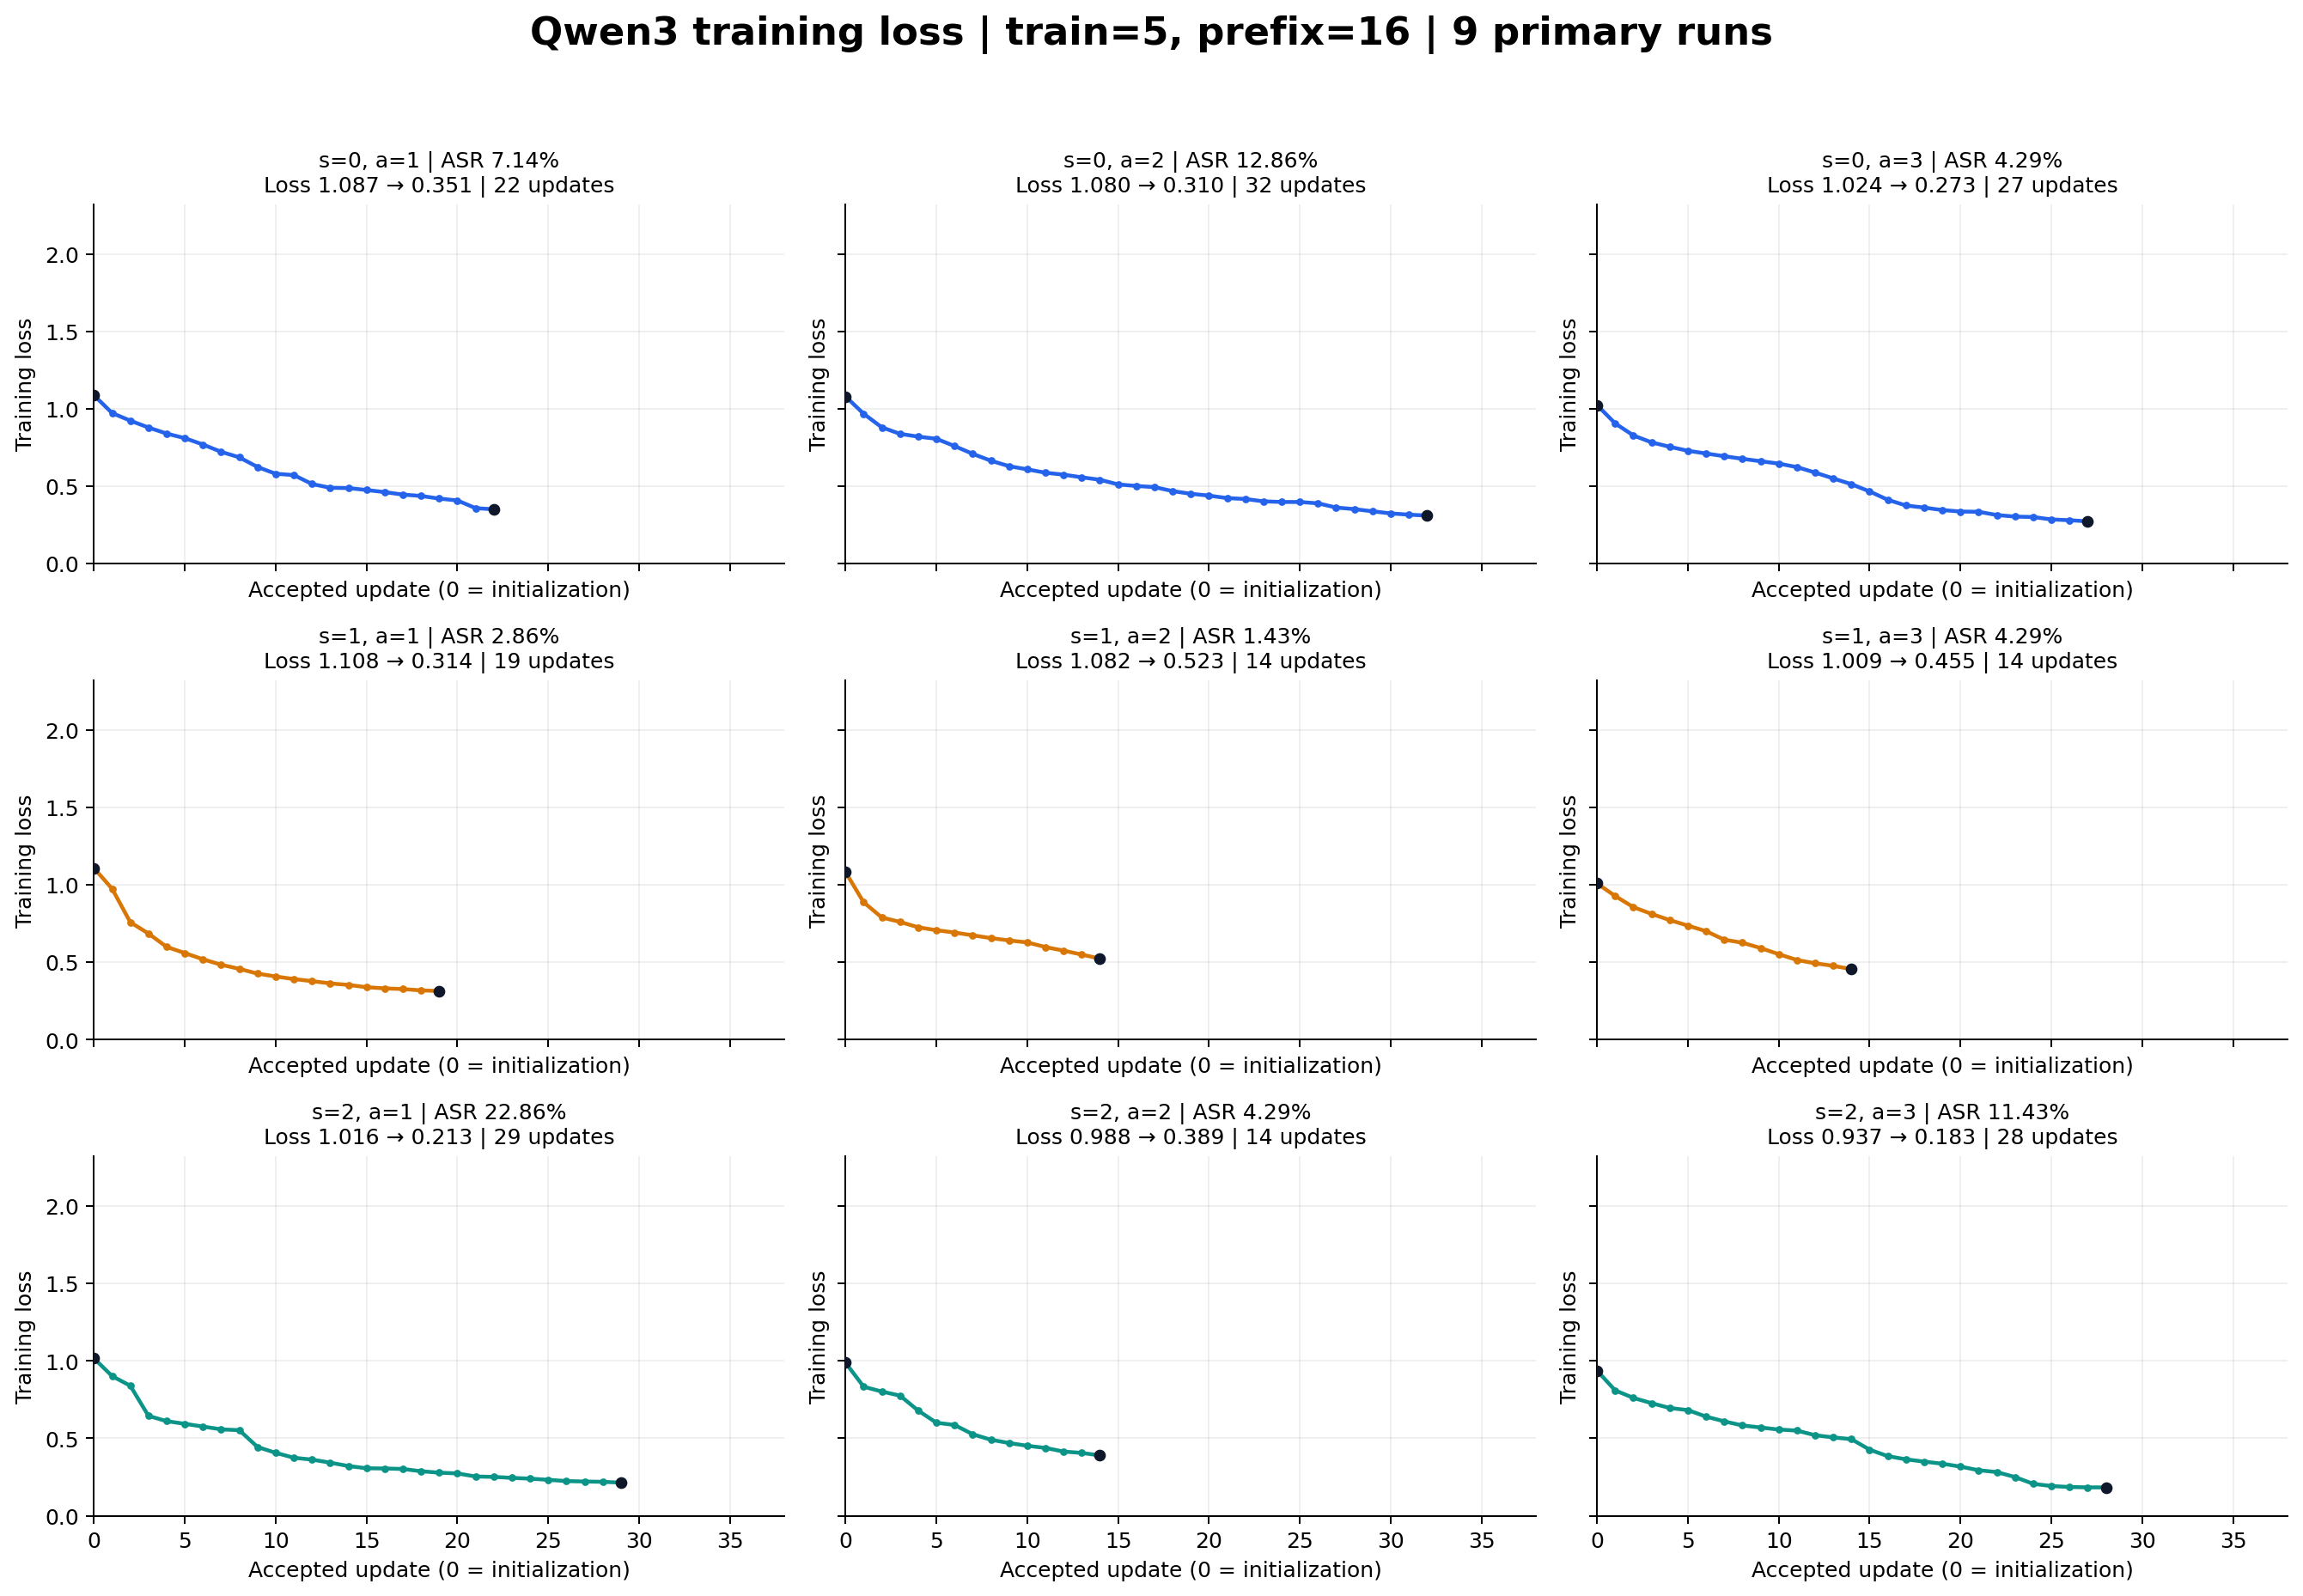 Qwen3 training loss | train=5, prefix=16 | 9 primary runs
s=0, a=1 | ASR 7.14%
Loss 1.087 → 0.351 | 22 updates
Training loss
2.0
1.5
1.0
0.5
0.0
Accepted update (0 = initialization)
s=0, a=2 | ASR 12.86%
Loss 1.080 → 0.310 | 32 updates
Training loss
Accepted update (0 = initialization)
s=0, a=3 | ASR 4.29%
Loss 1.024 → 0.273 | 27 updates
Training loss
Accepted update (0 = initialization)
s=1, a=1 | ASR 2.86%
Loss 1.108 → 0.314 | 19 updates
Training loss
2.0
1.5
1.0
0.5
0.0
Accepted update (0 = initialization)
s=1, a=2 | ASR 1.43%
Loss 1.082 → 0.523 | 14 updates
Training loss
Accepted update (0 = initialization)
s=1, a=3 | ASR 4.29%
Loss 1.009 → 0.455 | 14 updates
Training loss
Accepted update (0 = initialization)
s=2, a=1 | ASR 22.86%
Loss 1.016 → 0.213 | 29 updates
Training loss
2.0
1.5
1.0
0.5
0.0
0 5 10 15 20 25 30 35
Accepted update (0 = initialization)
s=2, a=2 | ASR 4.29%
Loss 0.988 → 0.389 | 14 updates
Training loss
0 5 10 15 20 25 30 35
Accepted update (0 = initialization)
s=2, a=3 | ASR 11.43%
Loss 0.937 → 0.183 | 28 updates
Training loss
0 5 10 15 20 25 30 35
Accepted update (0 = initialization)